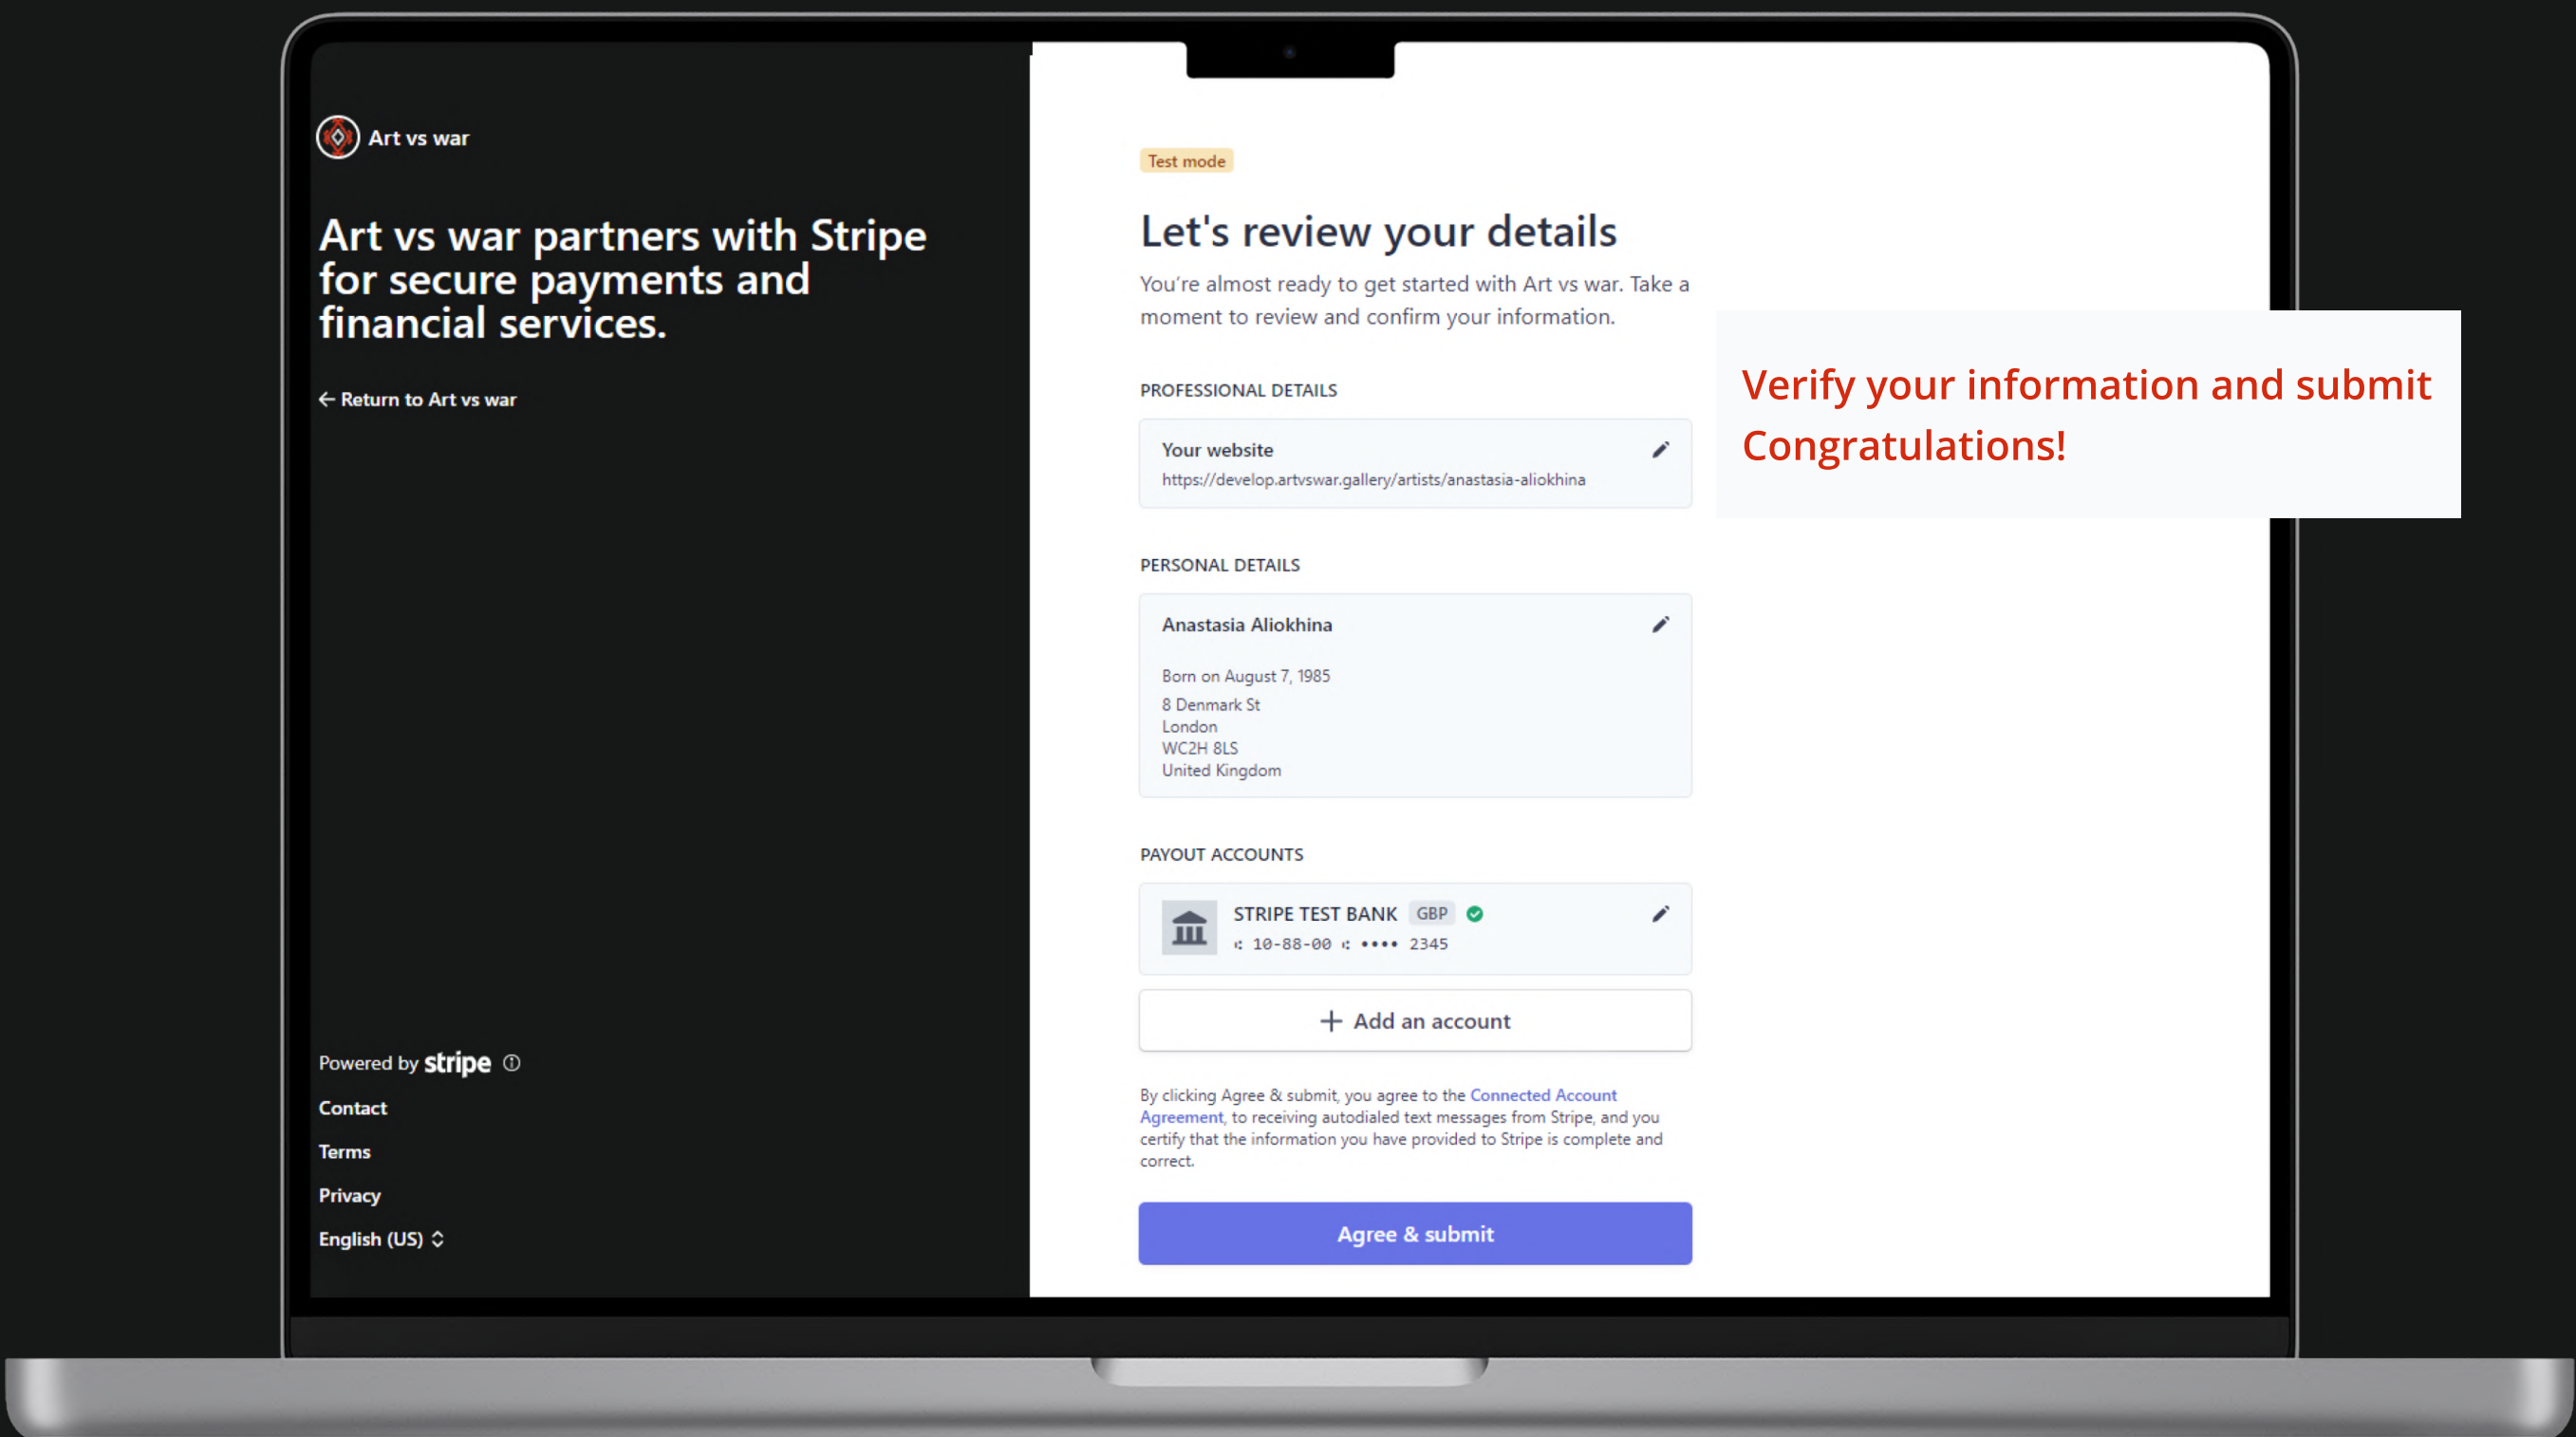 Art vs war
Art vs war partners with Stripe
for secure payments and
financial services.
← Return to Art vs war
Powered by stripe
Contact
Terms
Privacy
English (US)
Test mode
Let's review your details
You're almost ready to get started with Art vs war. Take a
moment to review and confirm your information.
PROFESSIONAL DETAILS
Your website
https://develop.artvswar.gallery/artists/anastasia-aliokhina
PERSONAL DETAILS
Anastasia Aliokhina
Born on August 7, 1985
8 Denmark St
London
WC2H 8LS
United Kingdom
PAYOUT ACCOUNTS
STRIPE TEST BANK GBP
⑆ 10-88-00 ⑆ •••• 2345
+ Add an account
By clicking Agree & submit, you agree to the Connected Account
Agreement, to receiving autodialed text messages from Stripe, and you
certify that the information you have provided to Stripe is complete and
correct.
Agree & submit
Verify your information and submit
Congratulations!